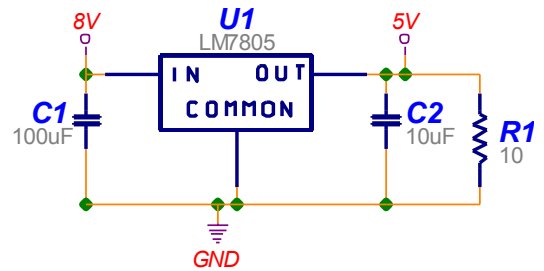 8V
U1
5V
LM7805
IN OUT
COMMON
C1
100uF
C2
10uF
R1
10
GND